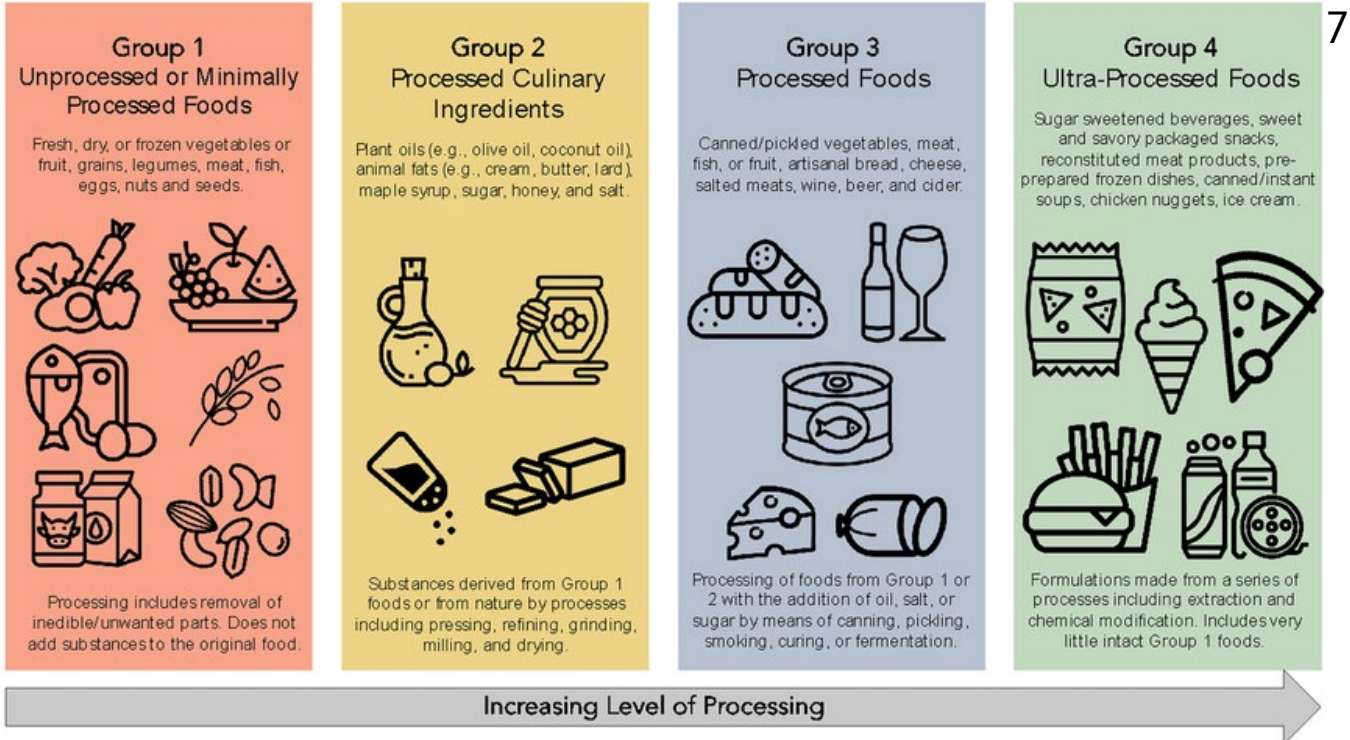 7
Group 1
Unprocessed or Minimally
Processed Foods
Fresh, dry, or frozen vegetables or
fruit, grains, legumes, meat, fish,
eggs, nuts and seeds.
Processing includes removal of
inedible/unwanted parts. Does not
add substances to the original food.
Group 2
Processed Culinary
Ingredients
Plant oils (e.g., olive oil, coconut oil),
animal fats (e.g., cream, butter, lard),
maple syrup, sugar, honey, and salt.
Substances derived from Group 1
foods or from nature by processes
including pressing, refining, grinding,
milling, and drying.
Group 3
Processed Foods
Canned/pickled vegetables, meat,
fish, or fruit, artisanal bread, cheese,
salted meats, wine, beer, and cider.
Processing of foods from Group 1 or
2 with the addition of oil, salt, or
sugar by means of canning, pickling,
smoking, curing, or fermentation.
Group 4
Ultra-Processed Foods
Sugar sweetened beverages, sweet
and savory packaged snacks,
reconstituted meat products, pre-
prepared frozen dishes, canned/instant
soups, chicken nuggets, ice cream.
Formulations made from a series of
processes including extraction and
chemical modification. Includes very
little intact Group 1 foods.
Increasing Level of Processing